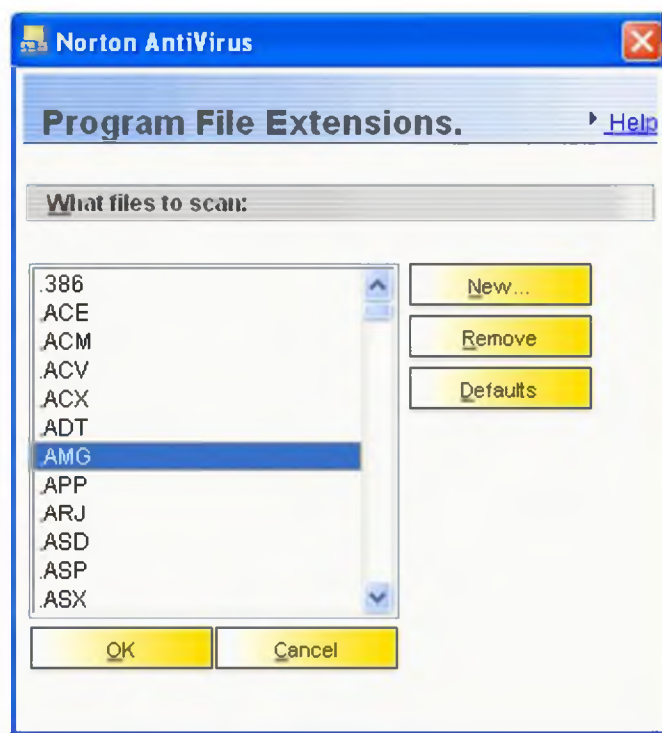 Norton AntiVirus
Program File Extensions.
Help
What files to scan:
.386
.ACE
.ACM
.ACV
.ACX
.ADT
.AMG
.APP
.ARJ
.ASD
.ASP
.ASX
New...
Remove
Defaults
OK
Cancel